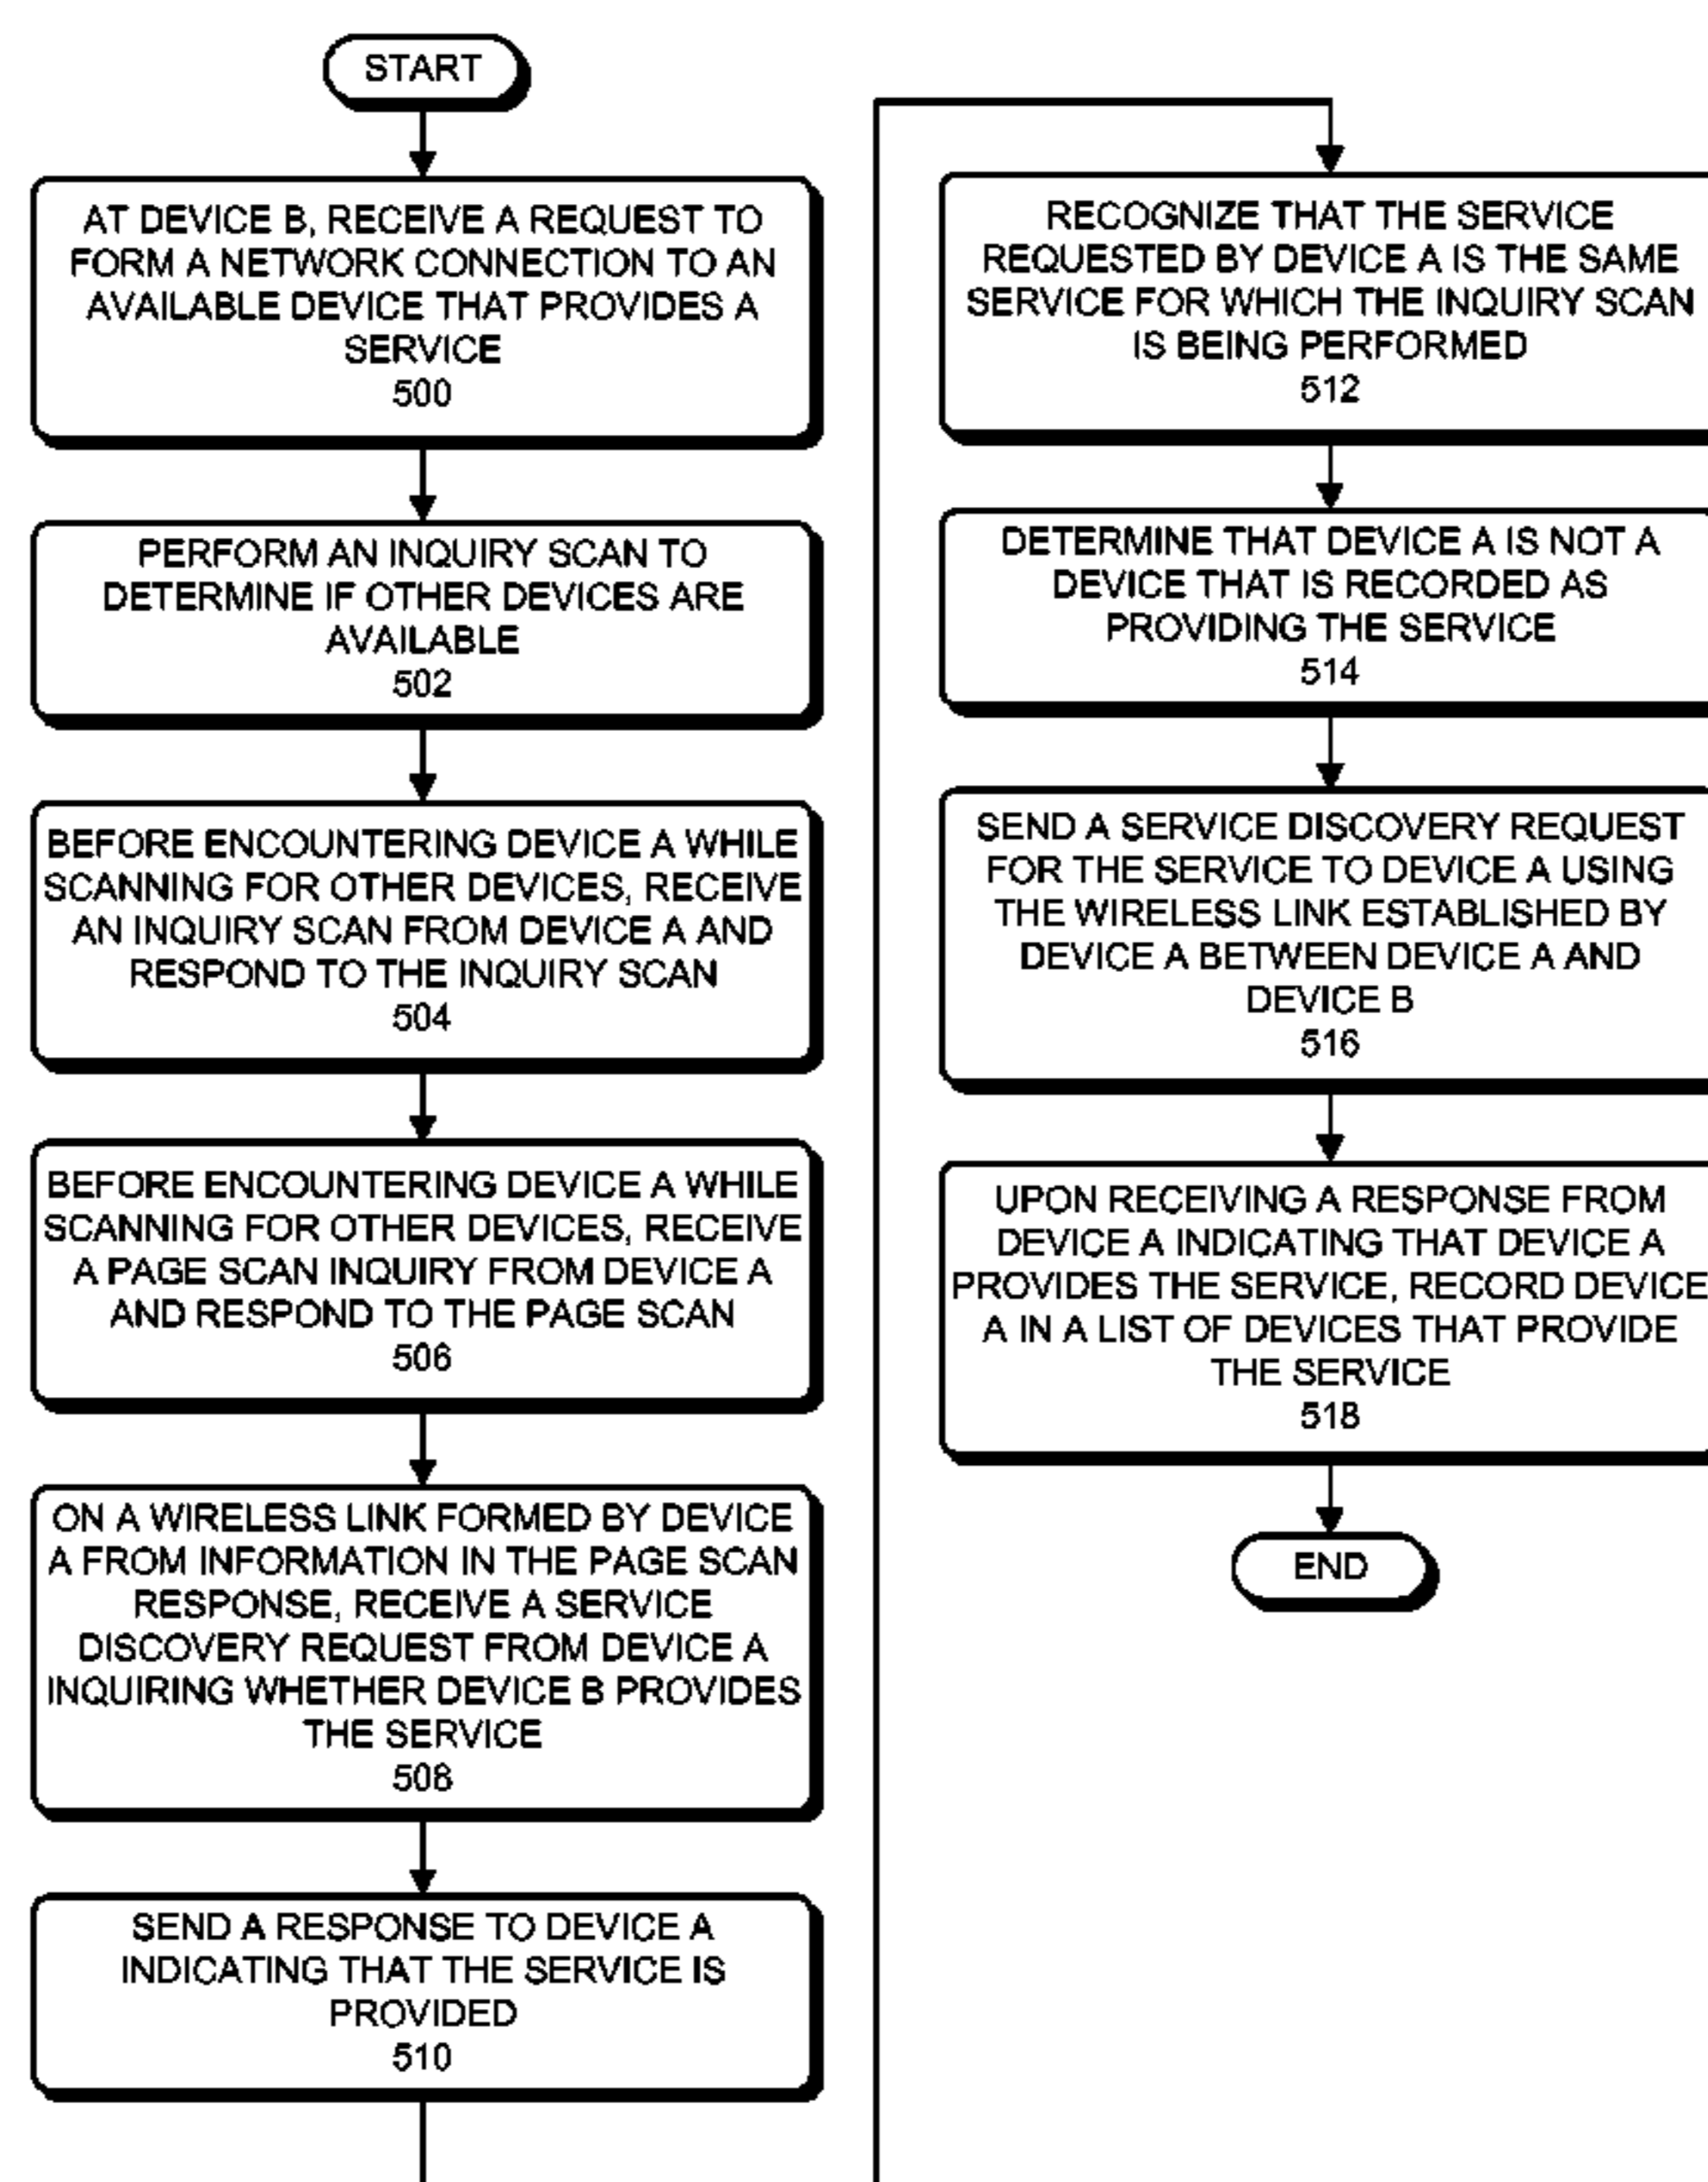 START
AT DEVICE B, RECEIVE A REQUEST TO
FORM A NETWORK CONNECTION TO AN
AVAILABLE DEVICE THAT PROVIDES A
SERVICE
500
PERFORM AN INQUIRY SCAN TO
DETERMINE IF OTHER DEVICES ARE
AVAILABLE
502
BEFORE ENCOUNTERING DEVICE A WHILE
SCANNING FOR OTHER DEVICES, RECEIVE
AN INQUIRY SCAN FROM DEVICE A AND
RESPOND TO THE INQUIRY SCAN
504
BEFORE ENCOUNTERING DEVICE A WHILE
SCANNING FOR OTHER DEVICES, RECEIVE
A PAGE SCAN INQUIRY FROM DEVICE A
AND RESPOND TO THE PAGE SCAN
506
ON A WIRELESS LINK FORMED BY DEVICE
A FROM INFORMATION IN THE PAGE SCAN
RESPONSE, RECEIVE A SERVICE
DISCOVERY REQUEST FROM DEVICE A
INQUIRING WHETHER DEVICE B PROVIDES
THE SERVICE
508
SEND A RESPONSE TO DEVICE A
INDICATING THAT THE SERVICE IS
PROVIDED
510
RECOGNIZE THAT THE SERVICE
REQUESTED BY DEVICE A IS THE SAME
SERVICE FOR WHICH THE INQUIRY SCAN
IS BEING PERFORMED
512
DETERMINE THAT DEVICE A IS NOT A
DEVICE THAT IS RECORDED AS
PROVIDING THE SERVICE
514
SEND A SERVICE DISCOVERY REQUEST
FOR THE SERVICE TO DEVICE A USING
THE WIRELESS LINK ESTABLISHED BY
DEVICE A BETWEEN DEVICE A AND
DEVICE B
516
UPON RECEIVING A RESPONSE FROM
DEVICE A INDICATING THAT DEVICE A
PROVIDES THE SERVICE, RECORD DEVICE
A IN A LIST OF DEVICES THAT PROVIDE
THE SERVICE
518
END